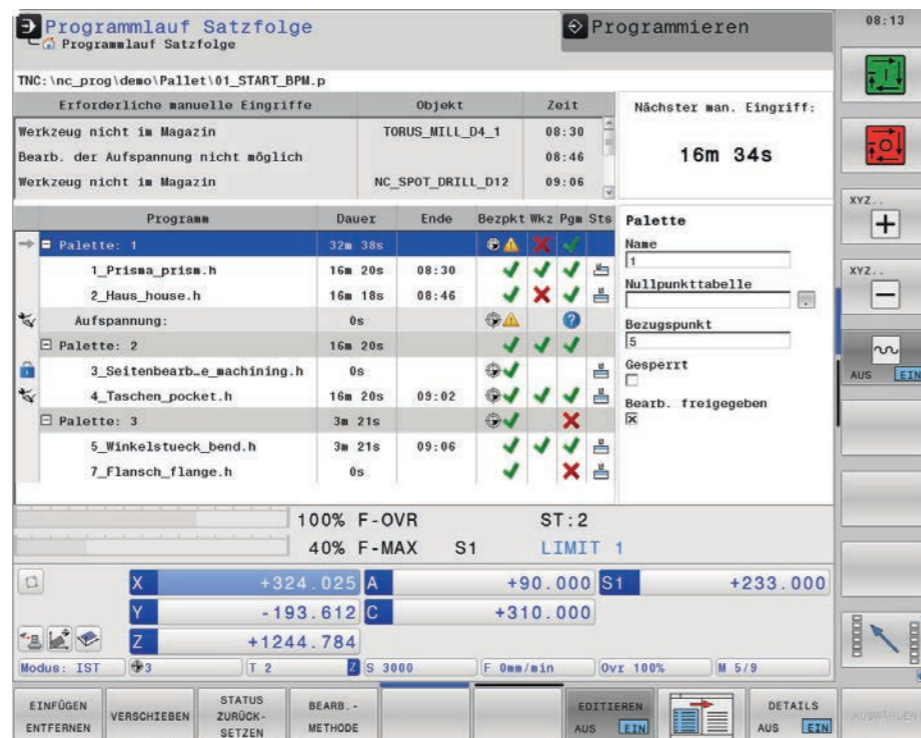 Programmlauf Satzfolge
Programmlauf Satzfolge
Programmieren
08:13
TNC:\nc_prog\demo\Pallet\01_START_BPM.p
Erforderliche manuelle Eingriffe Objekt Zeit
Werkzeug nicht im Magazin TORUS_MILL_D4_1 08:30
Bearb. der Aufspannung nicht möglich 08:46
Werkzeug nicht im Magazin NC_SPOT_DRILL_D12 09:06
Nächster man. Eingriff:
16m 34s
Programm Dauer Ende Bezpkt Wkz Pgm Sts
Palette: 1 32m 38s
1_Prisma_prism.h 16m 20s 08:30
2_Haus_house.h 16m 18s 08:46
Aufspannung: 0s
Palette: 2 16m 20s
3_Seitenbearb…e_machining.h 0s
4_Taschen_pocket.h 16m 20s 09:02
Palette: 3 3m 21s
5_Winkelstueck_bend.h 3m 21s 09:06
7_Flansch_flange.h 0s
Palette
Name
1
Nullpunkttabelle
Bezugspunkt
5
Gesperrt
Bearb. freigegeben
100% F-OVR ST:2
40% F-MAX S1 LIMIT 1
X +324.025 A +90.000 S1 +233.000
Y -193.612 C +310.000
Z +1244.784
Modus: IST 3 T 2 Z S 3000 F 0mm/min Ovr 100% M 5/9
EINFÜGEN
ENTFERNEN
VERSCHIEBEN
STATUS
ZURÜCK-
SETZEN
BEARB.-
METHODE
EDITIEREN
AUS EIN
DETAILS
AUS EIN
AUSWÄHLEN
XYZ..
XYZ..
AUS EIN